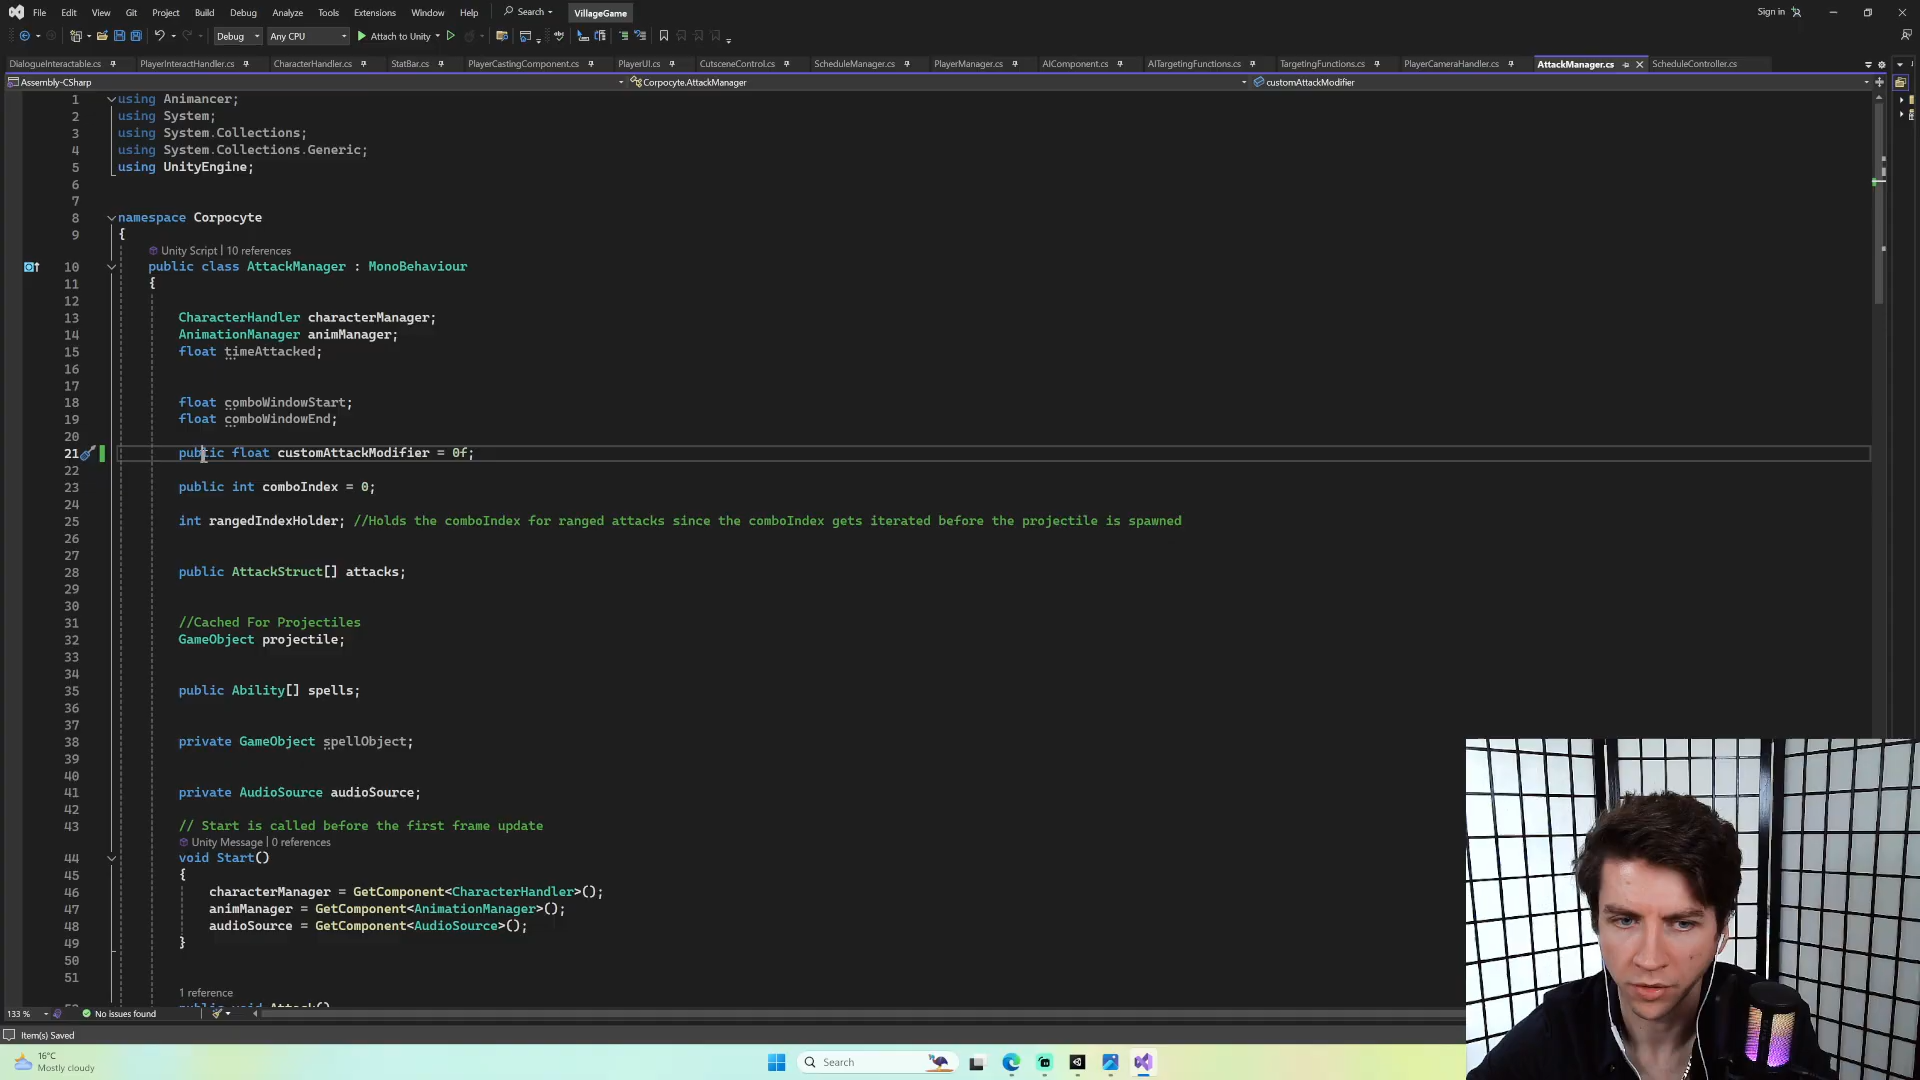 File Edit View Git Project Build Debug Analyze Tools Extensions Window Help Search VillageGame Sign in
Debug Any CPU Attach to Unity
DialogueInteractable.cs PlayerInteractHandler.cs CharacterHandler.cs StatBar.cs PlayerCastingComponent.cs PlayerUI.cs CutsceneControl.cs ScheduleManager.cs PlayerManager.cs AIComponent.cs AITargetingFunctions.cs TargetingFunctions.cs PlayerCameraHandler.cs AttackManager.cs ScheduleController.cs
Assembly-CSharp Corpocyte.AttackManager customAttackModifier
1 using Animancer;
2 using System;
3 using System.Collections;
4 using System.Collections.Generic;
5 using UnityEngine;
6
7
8 namespace Corpocyte
9 {
Unity Script | 10 references
10 public class AttackManager : MonoBehaviour
11 {
12
13 CharacterHandler characterManager;
14 AnimationManager animManager;
15 float timeAttacked;
16
17
18 float comboWindowStart;
19 float comboWindowEnd;
20
21 public float customAttackModifier = 0f;
22
23 public int comboIndex = 0;
24
25 int rangedIndexHolder; //Holds the comboIndex for ranged attacks since the comboIndex gets iterated before the projectile is spawned
26
27
28 public AttackStruct[] attacks;
29
30
31 //Cached For Projectiles
32 GameObject projectile;
33
34
35 public Ability[] spells;
36
37
38 private GameObject spellObject;
39
40
41 private AudioSource audioSource;
42
43 // Start is called before the first frame update
Unity Message | 0 references
44 void Start()
45 {
46 characterManager = GetComponent<CharacterHandler>();
47 animManager = GetComponent<AnimationManager>();
48 audioSource = GetComponent<AudioSource>();
49 }
50
51
1 reference
public void Attack()
133 % No issues found
Item(s) Saved
16°C
Mostly cloudy
Search